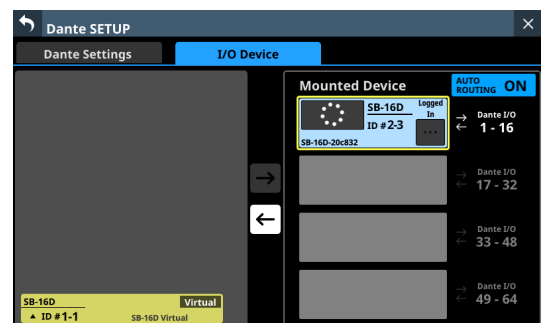 Dante SETUP
Dante Settings
I/O Device
Mounted Device
AUTO
ROUTING ON
SB-16D
Logged
In
ID #2-3
SB-16D-20c832
Dante I/O
1 - 16
Dante I/O
17 - 32
Dante I/O
33 - 48
Dante I/O
49 - 64
SB-16D
Virtual
ID #1-1
SB-16D Virtual